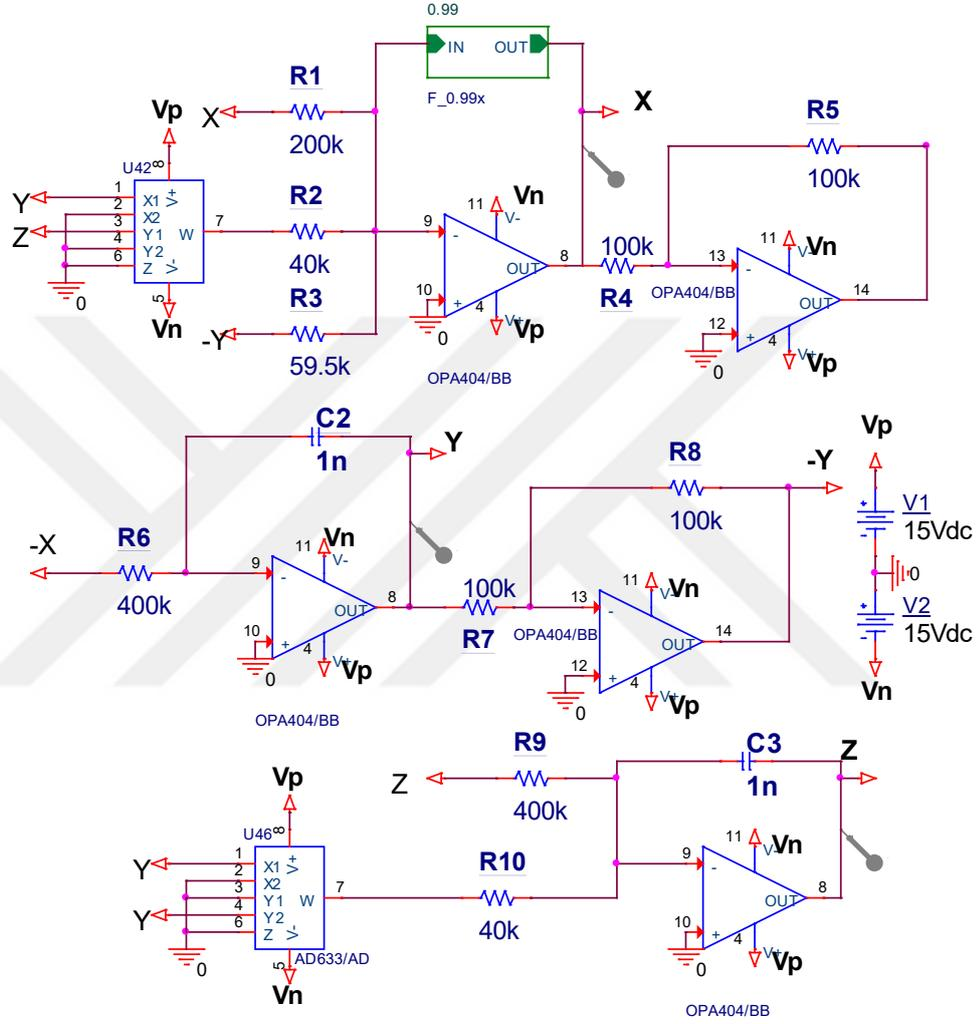 0.99
IN OUT
F_0.99x
R1
X
200k
X
R5
100k
Vp
U42
8
V+
1 X1
2 X2
3 Y1
4 Y2
6 Z
W 7
V-
5
Vn
Y
Z
0
R2
40k
R3
-Y
59.5k
Vn
11
V-
9
-
OUT 8
10
+
4
V+
Vp
0
OPA404/BB
100k
R4
OPA404/BB
Vn
11
V-
13
-
OUT 14
12
+
4
V+
Vp
0
C2
1n
Y
-X
R6
400k
Vn
11
V-
9
-
OUT 8
10
+
4
V+
Vp
0
OPA404/BB
R8
100k
-Y
100k
R7
OPA404/BB
Vn
11
V-
13
-
OUT 14
12
+
4
V+
Vp
0
Vp
+
V1
15Vdc
-
0
+
V2
15Vdc
-
Vn
R9
Z
400k
C3
1n
Z
Vp
U46
8
V+
1 X1
2 X2
3 Y1
4 Y2
6 Z
W 7
V-
5
AD633/AD
Vn
Y
Y
0
R10
40k
Vn
11
V-
9
-
OUT 8
10
+
4
V+
Vp
0
OPA404/BB